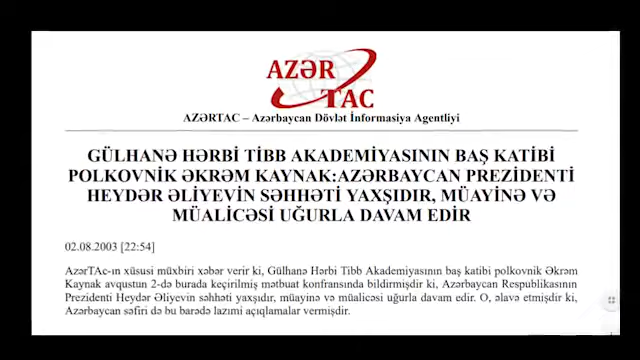 AZƏR
TAC
AZƏRTAC – Azərbaycan Dövlət İnformasiya Agentliyi
GÜLHANƏ HƏRBİ TİBB AKADEMİYASININ BAŞ KATİBİ
POLKOVNİK ƏKRƏM KAYNAK:AZƏRBAYCAN PREZİDENTİ
HEYDƏR ƏLİYEVİN SƏHHƏTİ YAXŞIDIR, MÜAYİNƏ VƏ
MÜALİCƏSİ UĞURLA DAVAM EDİR
02.08.2003 [22:54]
AzərTAc-ın xüsusi müxbiri xəbər verir ki, Gülhanə Hərbi Tibb Akademiyasının baş katibi polkovnik Əkrəm
Kaynak avqustun 2-də burada keçirilmiş mətbuat konfransında bildirmişdir ki, Azərbaycan Respublikasının
Prezidenti Heydər Əliyevin səhhəti yaxşıdır, müayinə və müalicəsi uğurla davam edir. O, əlavə etmişdir ki,
Azərbaycan səfiri də bu barədə lazımi açıqlamalar vermişdir.